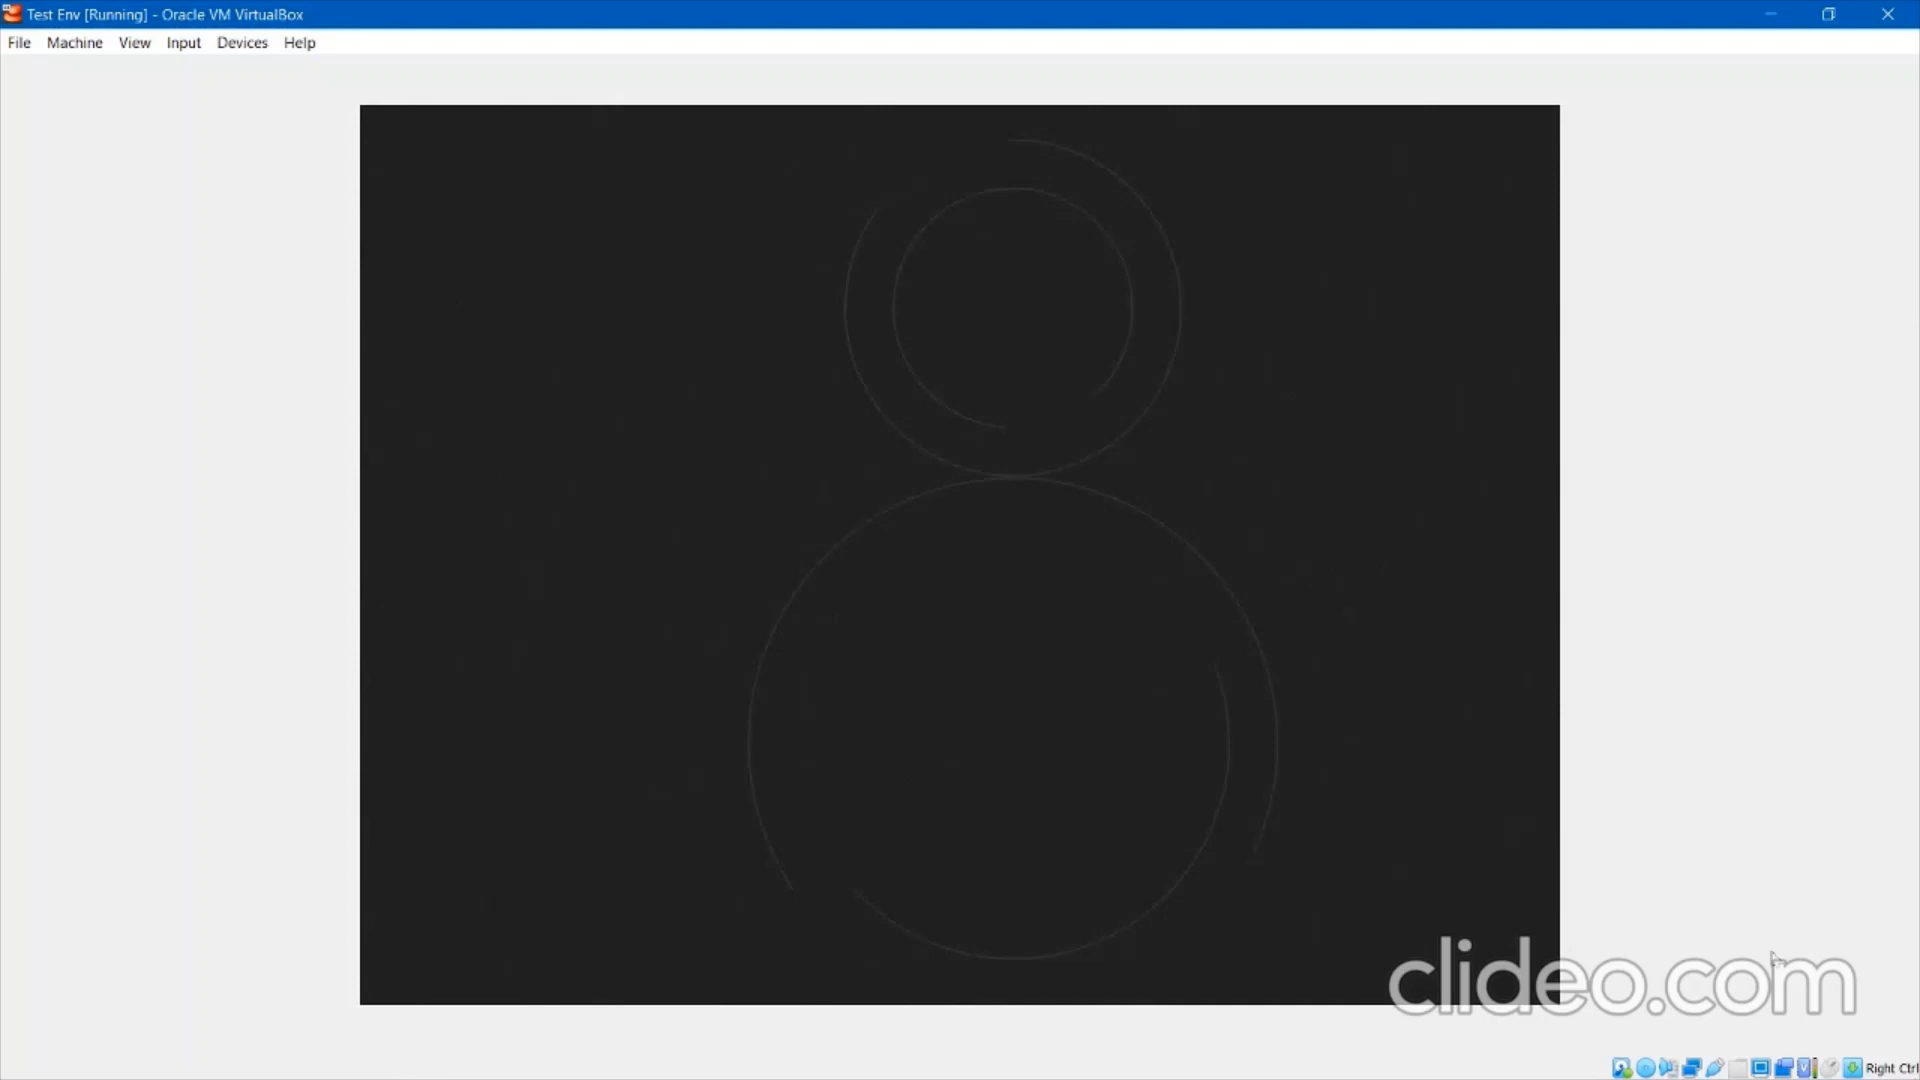 Test Env [Running] - Oracle VM VirtualBox
File Machine View Input Devices Help
clideo.com
Right Ctrl